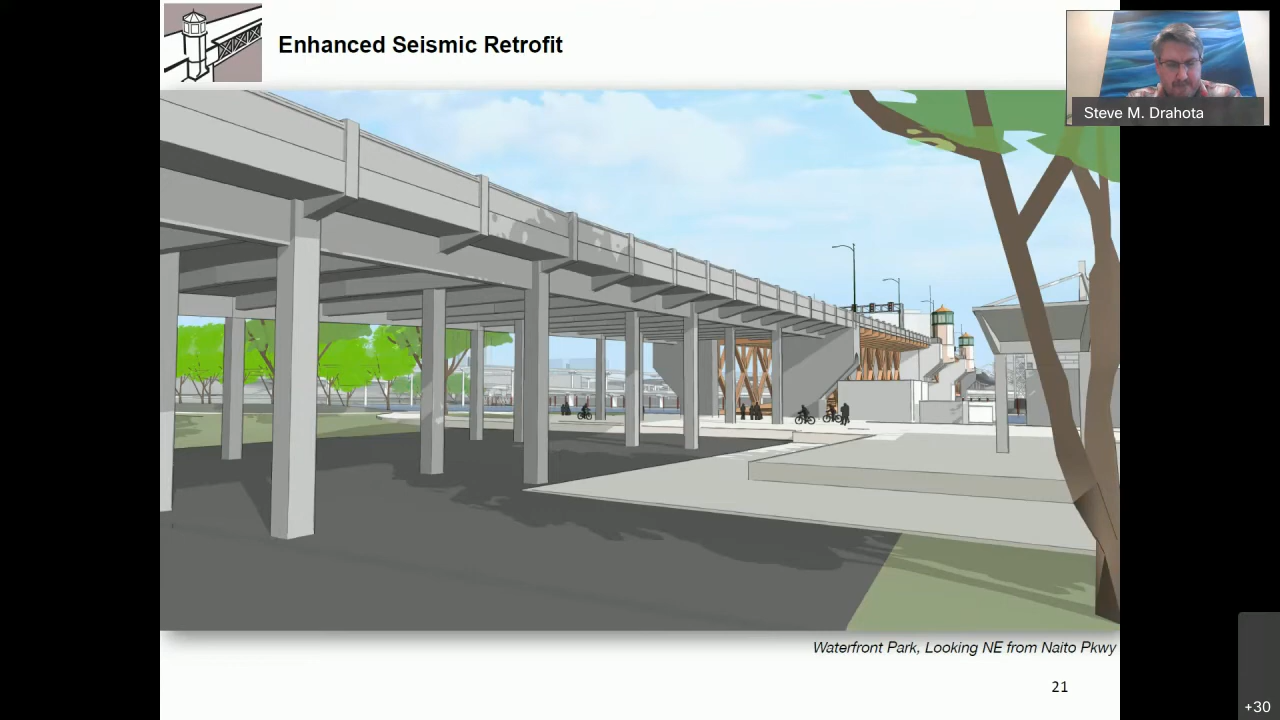 Enhanced Seismic Retrofit
Steve M. Drahota
Waterfront Park, Looking NE from Naito Pkwy
21
+30